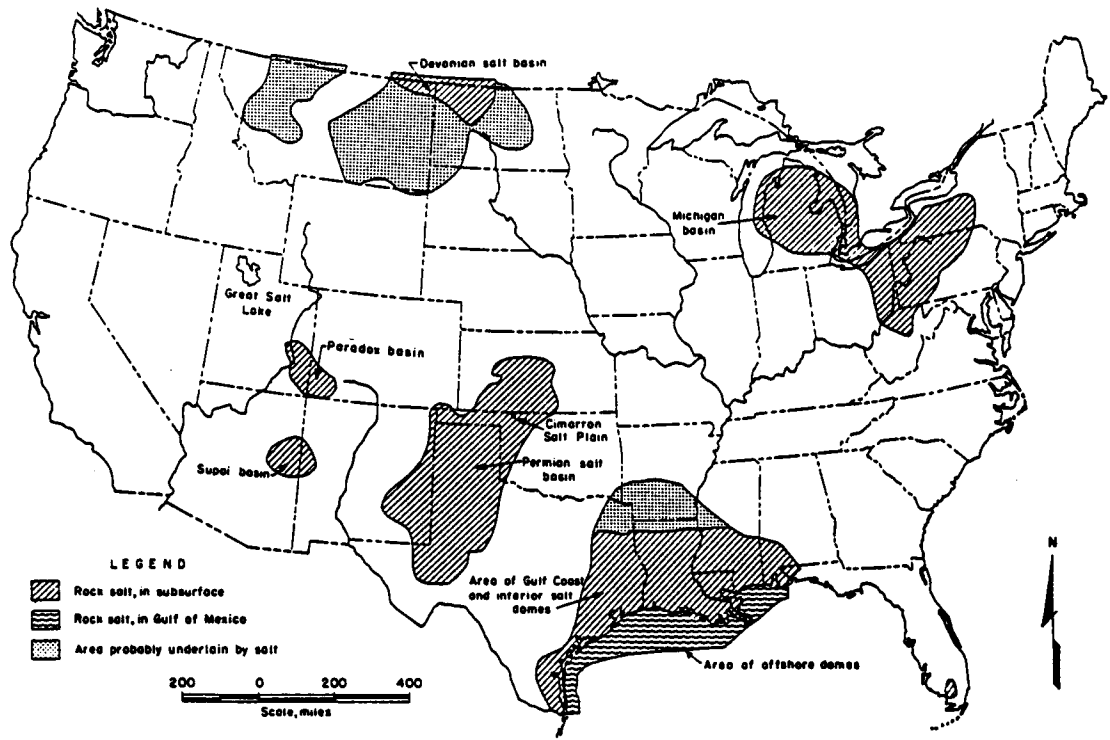 Devonian salt basin
Michigan
basin
Great Salt
Lake
Paradox basin
Cimarron
Salt Plain
Supai basin
Permian salt
basin
LEGEND
Rock salt, in subsurface
Rock salt, in Gulf of Mexico
Area probably underlain by salt
Area of Gulf Coast
and interior salt
domes
Area of offshore domes
N
200 0 200 400
Scale, miles